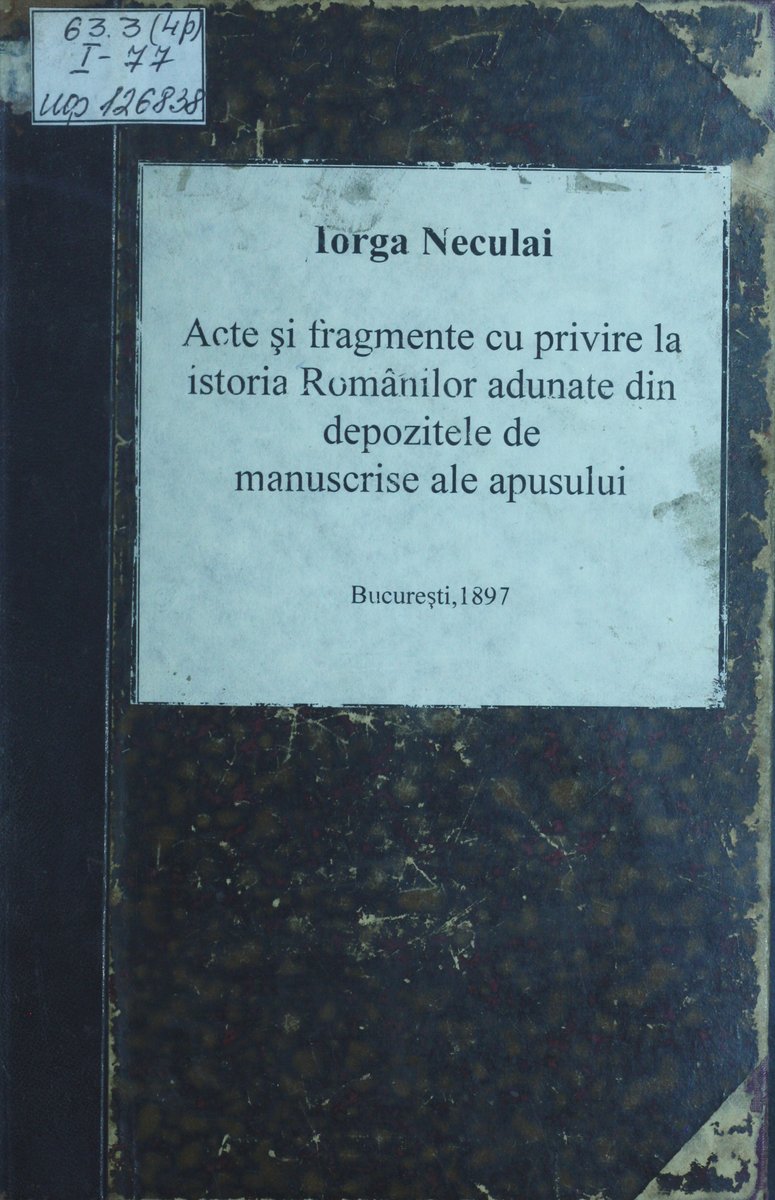 63.3(4р)
I-77
иф 126838
Iorga Neculai
Acte şi fragmente cu privire la
istoria Românilor adunate din
depozitele de
manuscrise ale apusului
Bucureşti,1897